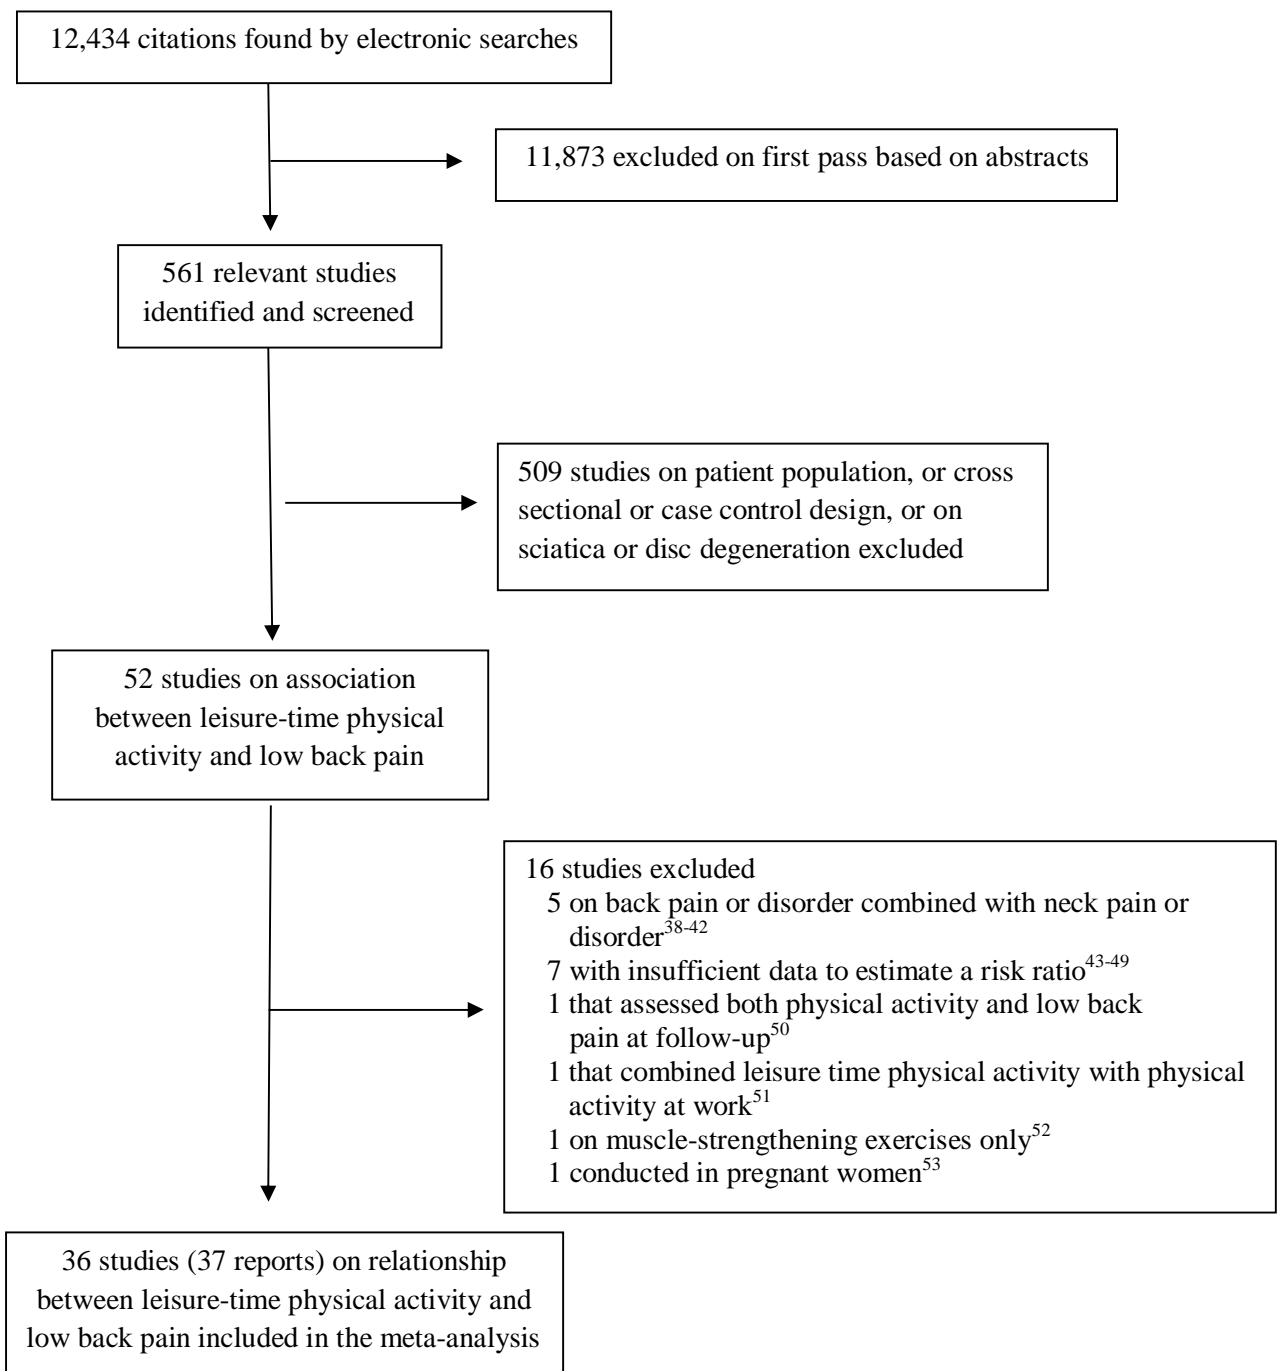 12,434 citations found by electronic searches
11,873 excluded on first pass based on abstracts
561 relevant studies
identified and screened
509 studies on patient population, or cross
sectional or case control design, or on
sciatica or disc degeneration excluded
52 studies on association
between leisure-time physical
activity and low back pain
16 studies excluded
5 on back pain or disorder combined with neck pain or
disorder38-42
7 with insufficient data to estimate a risk ratio43-49
1 that assessed both physical activity and low back
pain at follow-up50
1 that combined leisure time physical activity with physical
activity at work51
1 on muscle-strengthening exercises only52
1 conducted in pregnant women53
36 studies (37 reports) on relationship
between leisure-time physical activity and
low back pain included in the meta-analysis